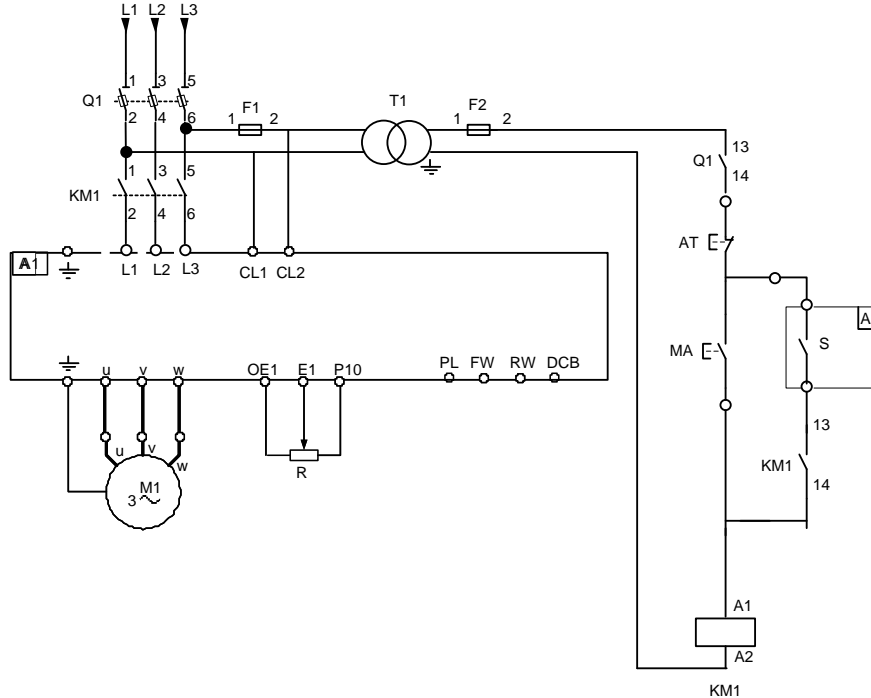 L1 L2 L3
1 3 5
Q1
2 4 6
F1
1 2
T1
F2
1 2
13
Q1
14
1 3 5
KM1
2 4 6
AT
A1
L1 L2 L3 CL1 CL2
A
S
MA
u v w OE1 E1 P10 PL FW RW DCB
13
KM1
14
u v w
R
M1
3
A1
A2
KM1